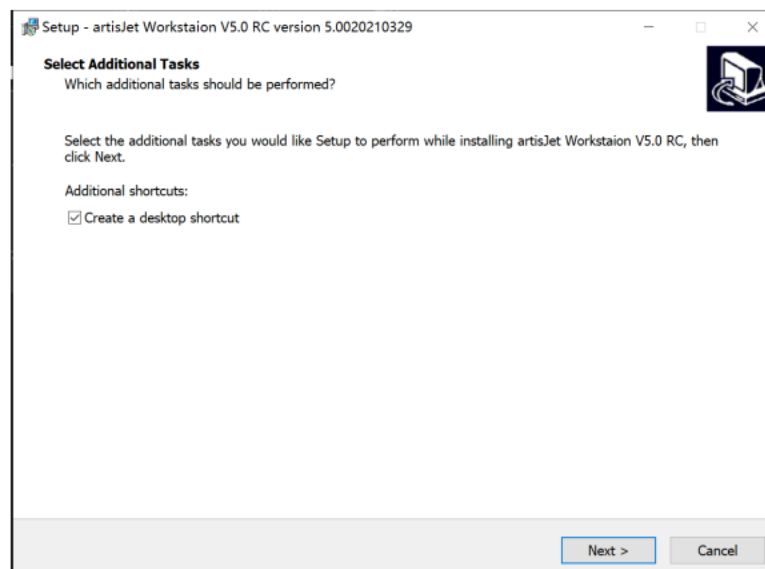 Setup - artisJet Workstaion V5.0 RC version 5.0020210329
Select Additional Tasks
Which additional tasks should be performed?
Select the additional tasks you would like Setup to perform while installing artisJet Workstaion V5.0 RC, then
click Next.
Additional shortcuts:
Create a desktop shortcut
Next >
Cancel